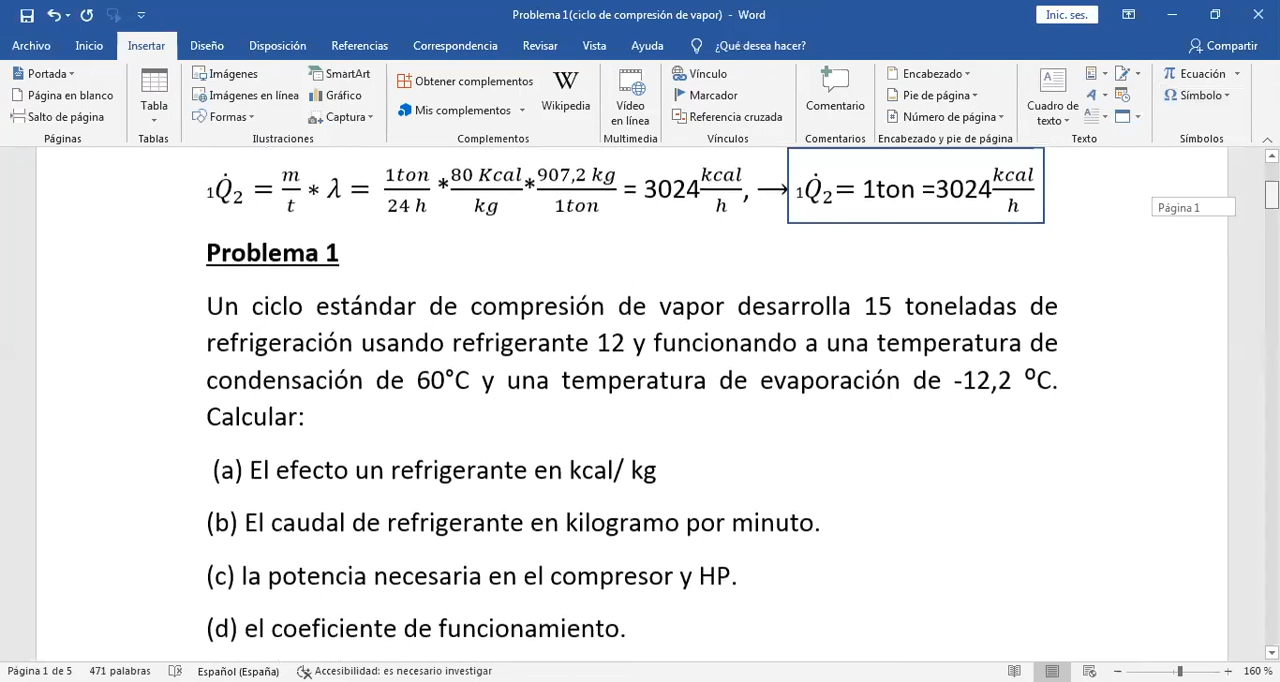 Problema 1(ciclo de compresión de vapor) - Word
Inic. ses.
Archivo Inicio Insertar Diseño Disposición Referencias Correspondencia Revisar Vista Ayuda ¿Qué desea hacer? Compartir
Portada
Página en blanco
Salto de página
Páginas
Tabla
Tablas
Imágenes
Imágenes en línea
Formas
SmartArt
Gráfico
Captura
Ilustraciones
Obtener complementos
Mis complementos
W
Wikipedia
Complementos
Vídeo
en línea
Multimedia
Vínculo
Marcador
Referencia cruzada
Vínculos
Comentario
Comentarios
Encabezado
Pie de página
Número de página
Encabezado y pie de página
Cuadro de
texto
Texto
π Ecuación
Ω Símbolo
Símbolos
₁Q̇₂ = m/t * λ = 1ton/24 h * 80 Kcal/kg * 907,2 kg/1ton = 3024 kcal/h, → ₁Q̇₂= 1ton =3024 kcal/h
Página 1
Problema 1
Un ciclo estándar de compresión de vapor desarrolla 15 toneladas de
refrigeración usando refrigerante 12 y funcionando a una temperatura de
condensación de 60°C y una temperatura de evaporación de -12,2 ⁰C.
Calcular:
(a) El efecto un refrigerante en kcal/ kg
(b) El caudal de refrigerante en kilogramo por minuto.
(c) la potencia necesaria en el compresor y HP.
(d) el coeficiente de funcionamiento.
Página 1 de 5 471 palabras Español (España) Accesibilidad: es necesario investigar 160 %